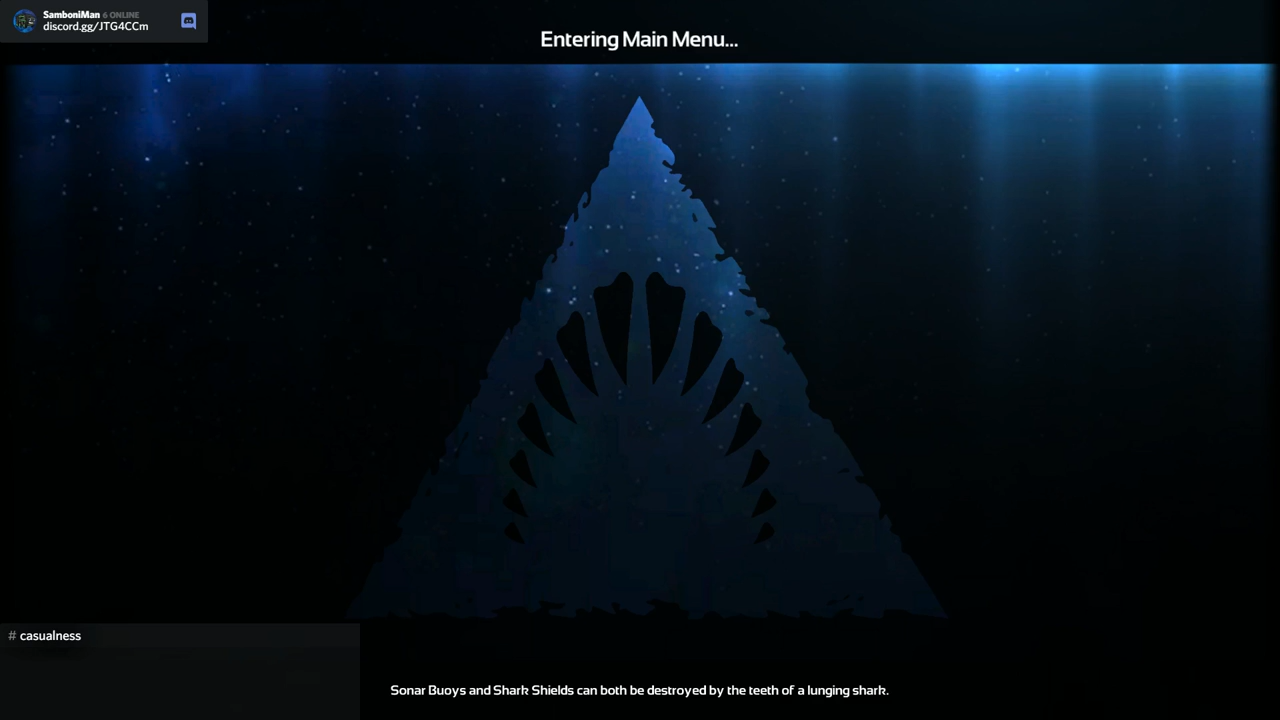 SamboniMan 6 ONLINE
discord.gg/JTG4CCm
Entering Main Menu...
# casualness
Sonar Buoys and Shark Shields can both be destroyed by the teeth of a lunging shark.